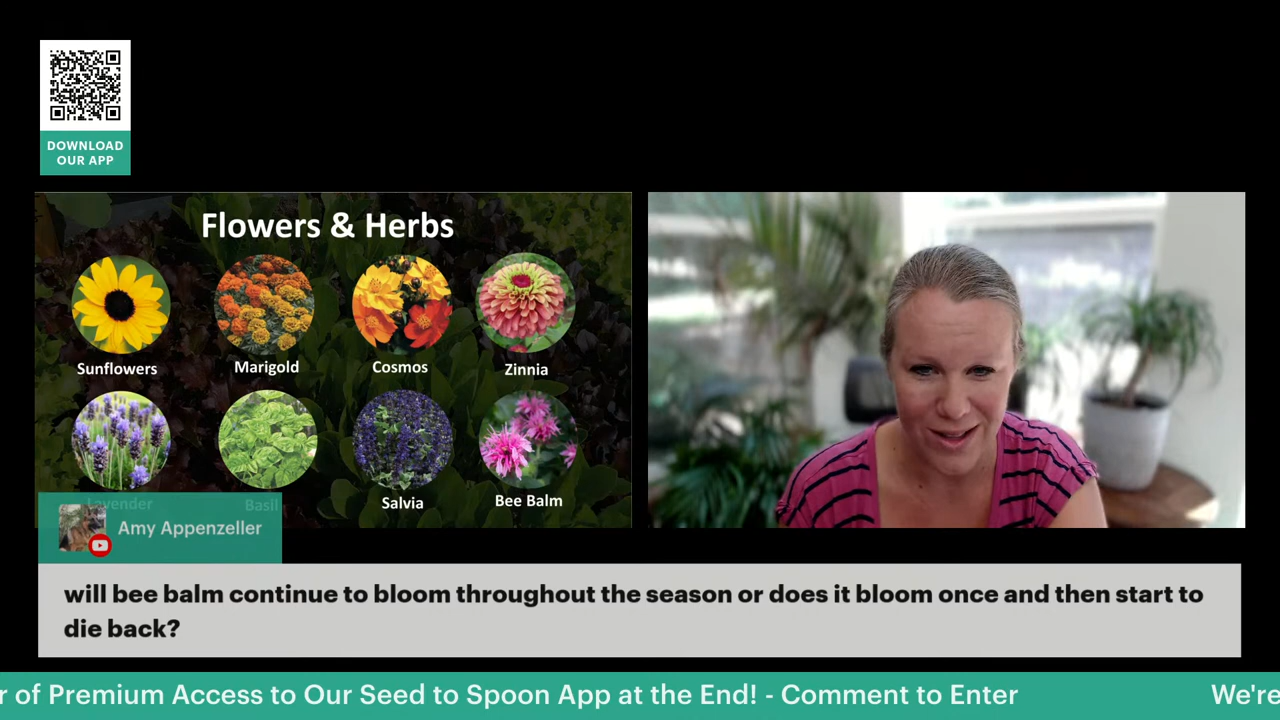 DOWNLOAD
OUR APP
Flowers & Herbs
Sunflowers
Marigold
Cosmos
Zinnia
Lavender
Basil
Salvia
Bee Balm
Amy Appenzeller
will bee balm continue to bloom throughout the season or does it bloom once and then start to
die back?
r of Premium Access to Our Seed to Spoon App at the End! - Comment to Enter We're